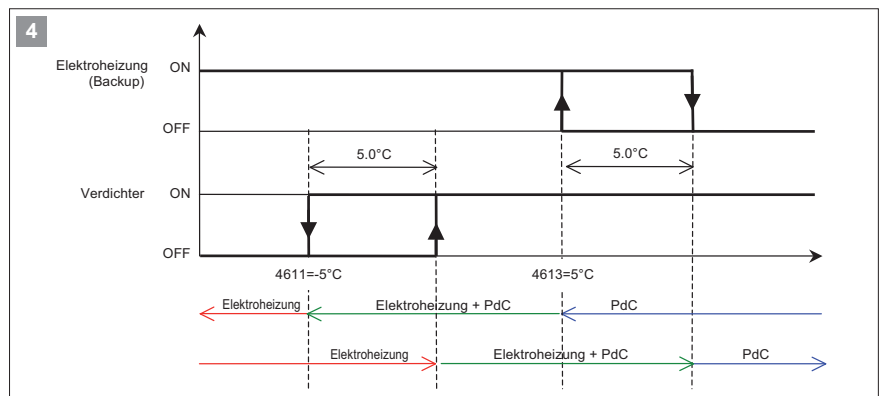 4
Elektroheizung ON
(Backup)
OFF
5.0°C 5.0°C
Verdichter ON
OFF
4611=-5°C 4613=5°C
Elektroheizung Elektroheizung + PdC PdC
Elektroheizung Elektroheizung + PdC PdC